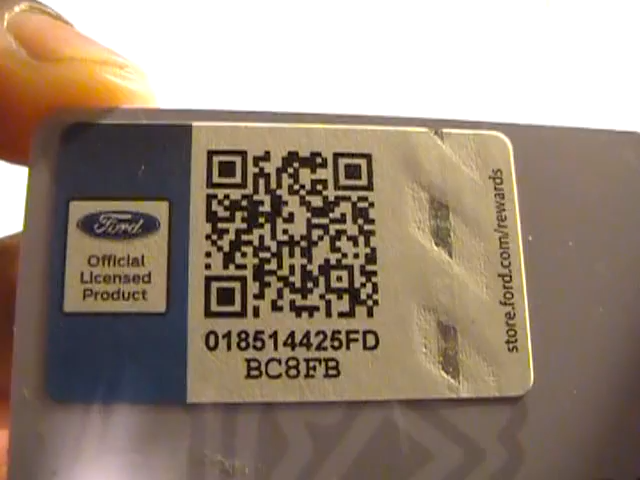 Ford
Official
Licensed
Product
018514425FD
BC8FB
store.ford.com/rewards